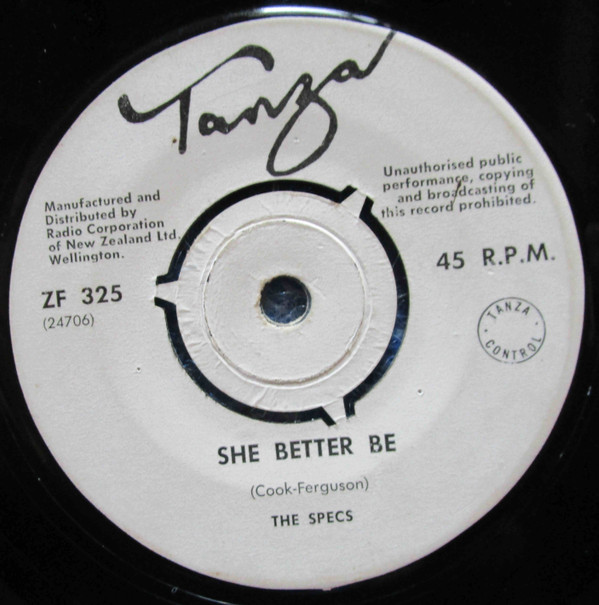 Tanza
Manufactured and
Distributed by
Radio Corporation
of New Zealand Ltd.
Wellington.
Unauthorised public
performance, copying
and broadcasting of
this record prohibited.
ZF 325
(24706)
45 R.P.M.
TANZA
CONTROL
SHE BETTER BE
(Cook-Ferguson)
THE SPECS